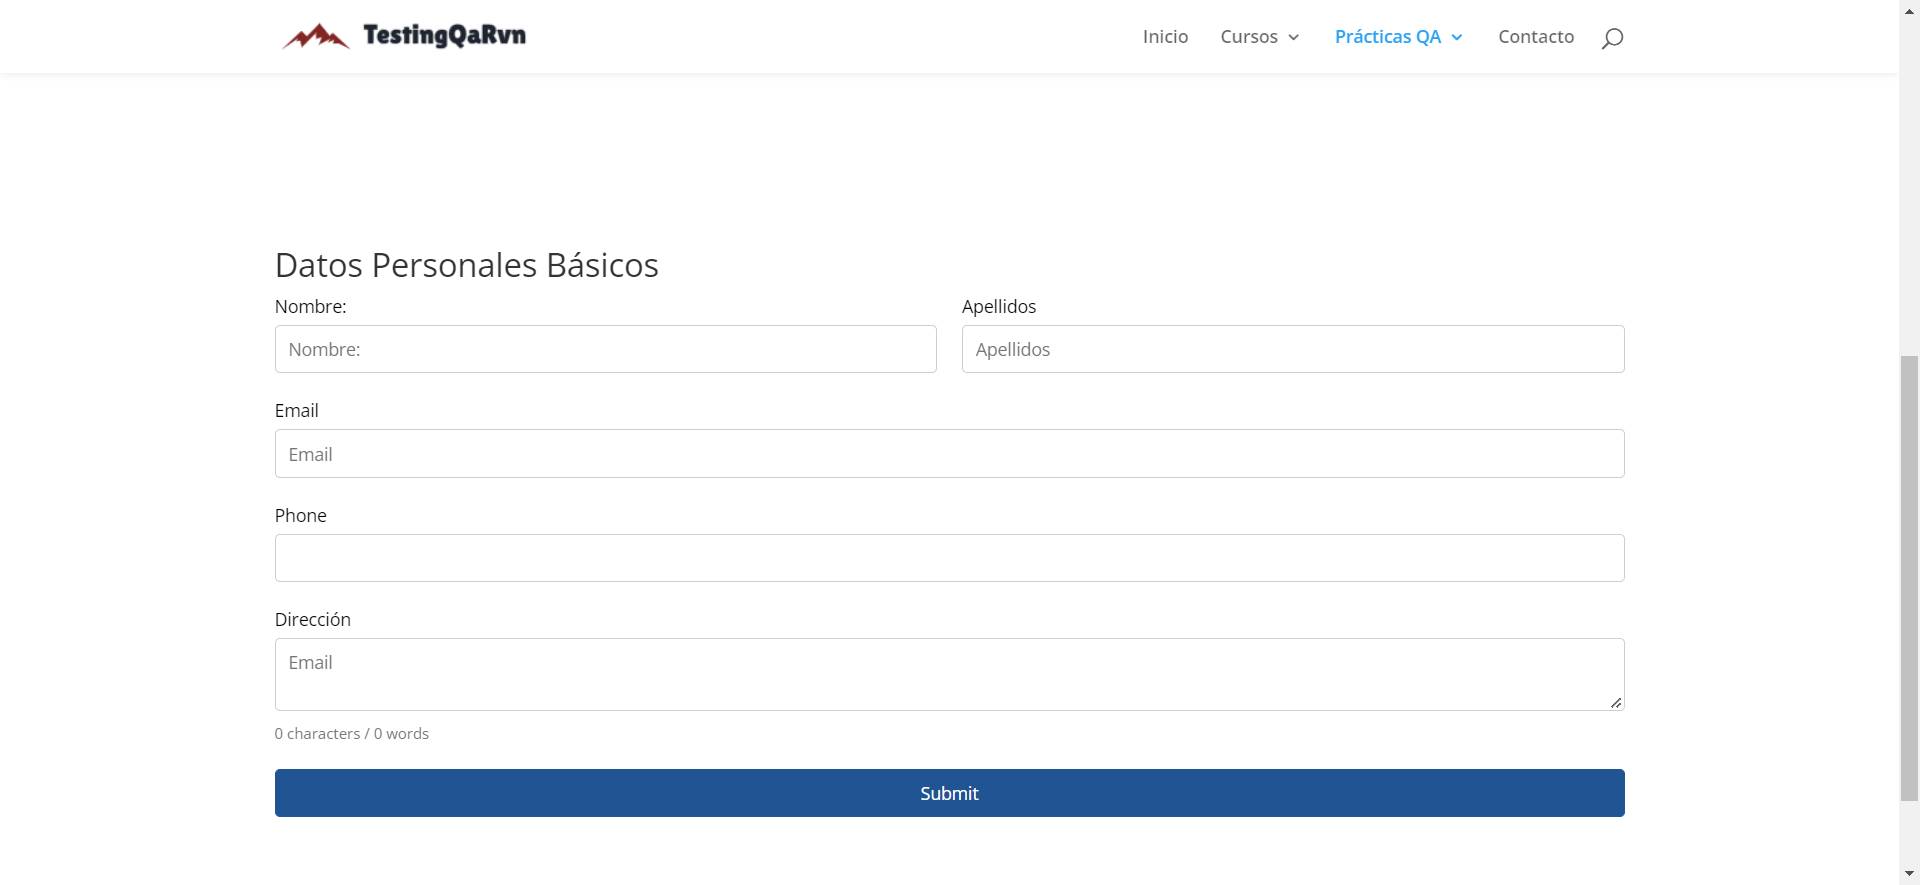 TestingQaRvn
Inicio Cursos Prácticas QA Contacto
Datos Personales Básicos
Nombre: Apellidos
Nombre: Apellidos
Email
Email
Phone
Dirección
Email
0 characters / 0 words
Submit